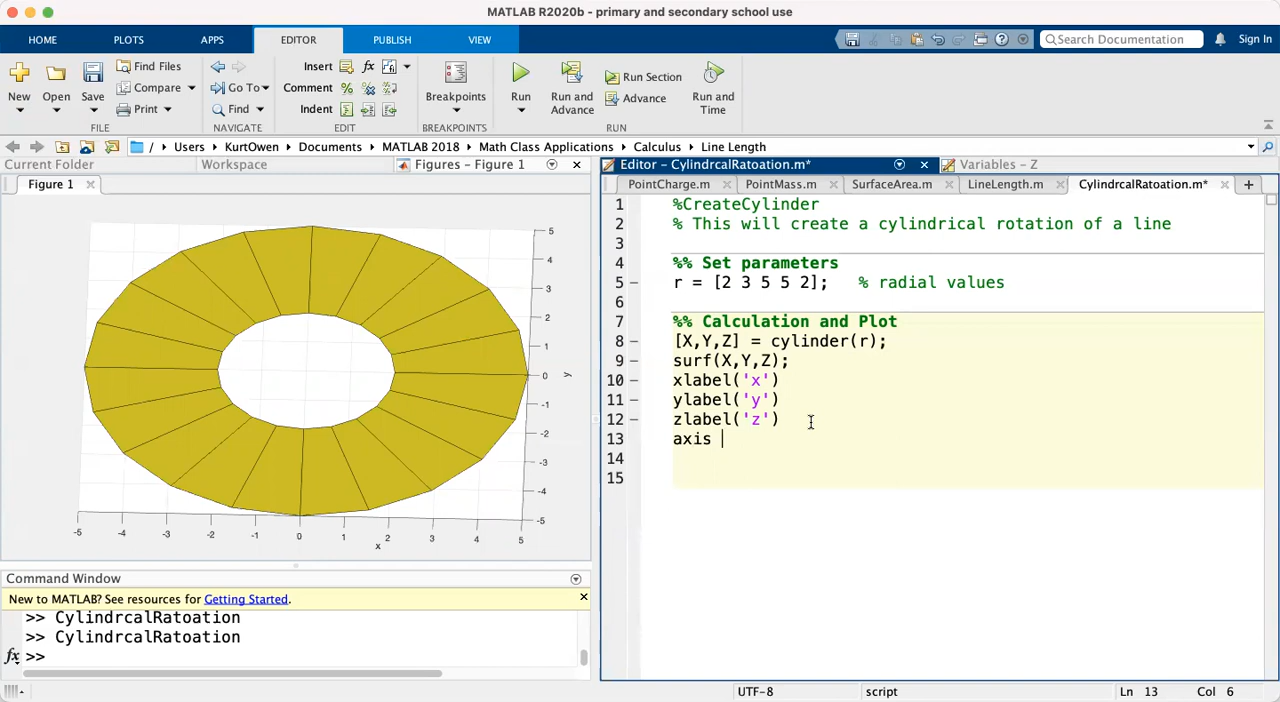 MATLAB R2020b - primary and secondary school use
HOME PLOTS APPS EDITOR PUBLISH VIEW Search Documentation Sign In
New Open Save Find Files Compare Print
FILE
Go To Find
NAVIGATE
Insert fx
Comment %
Indent
EDIT
Breakpoints
BREAKPOINTS
Run Run and Advance Run Section Advance Run and Time
RUN
/ Users KurtOwen Documents MATLAB 2018 Math Class Applications Calculus Line Length
Current Folder Workspace Figures - Figure 1
Figure 1
5
4
3
2
1
0
-1
-2
-3
-4
-5
y
-5 -4 -3 -2 -1 0 1 2 3 4 5
x
Command Window
New to MATLAB? See resources for Getting Started.
>> CylindrcalRatoation
>> CylindrcalRatoation
fx >>
Editor - CylindrcalRatoation.m* Variables - Z
PointCharge.m PointMass.m SurfaceArea.m LineLength.m CylindrcalRatoation.m*
1 %CreateCylinder
2 % This will create a cylindrical rotation of a line
3
4 %% Set parameters
5 r = [2 3 5 5 2]; % radial values
6
7 %% Calculation and Plot
8 [X,Y,Z] = cylinder(r);
9 surf(X,Y,Z);
10 xlabel('x')
11 ylabel('y')
12 zlabel('z')
13 axis
14
15
UTF-8 script Ln 13 Col 6